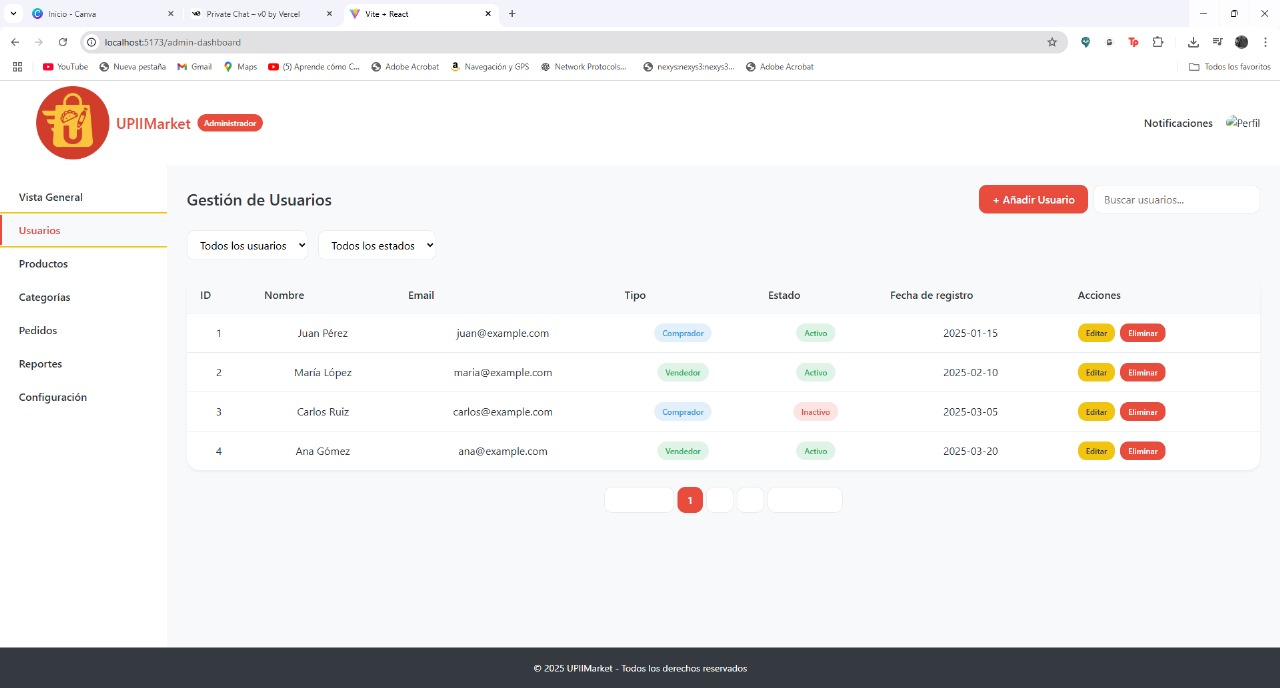 Inicio - Canva
Private Chat – v0 by Vercel
Vite + React
localhost:5173/admin-dashboard
YouTube
Nueva pestaña
Gmail
Maps
(5) Aprende cómo C...
Adobe Acrobat
Navegación y GPS
Network Protocols...
nexys:nexys3:nexys3...
Adobe Acrobat
Todos los favoritos
UPIIMarket
Administrador
Notificaciones
Perfil
Vista General
Usuarios
Productos
Categorías
Pedidos
Reportes
Configuración
Gestión de Usuarios
+ Añadir Usuario
Buscar usuarios...
Todos los usuarios
Todos los estados
ID Nombre Email Tipo Estado Fecha de registro Acciones
1 Juan Pérez juan@example.com Comprador Activo 2025-01-15 Editar Eliminar
2 María López maria@example.com Vendedor Activo 2025-02-10 Editar Eliminar
3 Carlos Ruiz carlos@example.com Comprador Inactivo 2025-03-05 Editar Eliminar
4 Ana Gómez ana@example.com Vendedor Activo 2025-03-20 Editar Eliminar
1
© 2025 UPIIMarket - Todos los derechos reservados